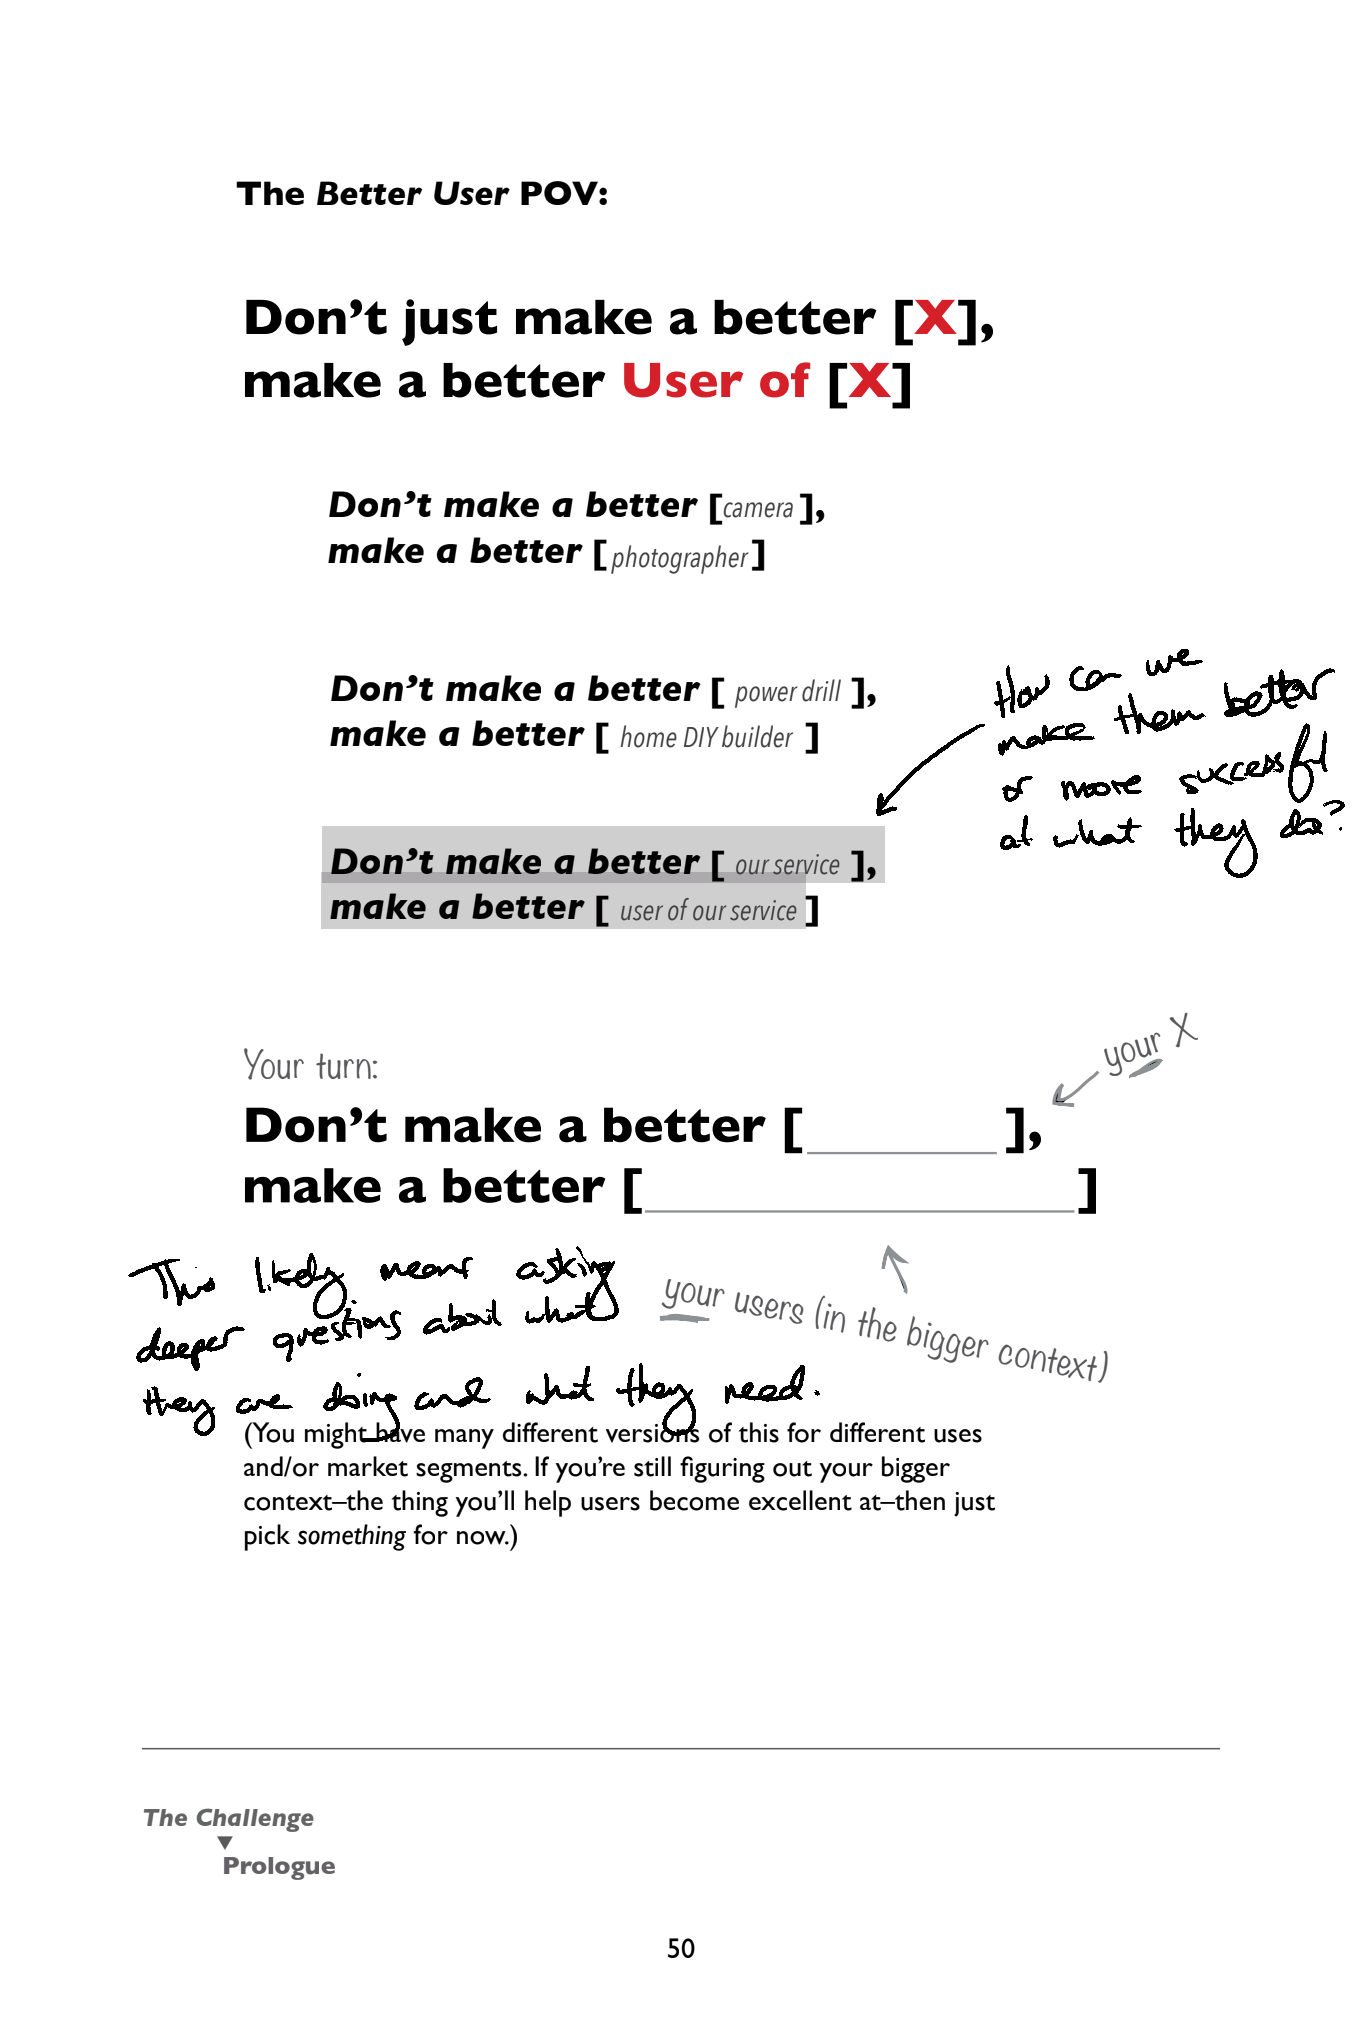 The Better User POV:
Don't just make a better [X],
make a better User of [X]
Don't make a better [camera],
make a better [photographer]
Don't make a better [ power drill ],
make a better [ home DIY builder ]
How can we
make them better
or more successful
at what they do?
Don't make a better [ our service ],
make a better [ user of our service ]
your X
Your turn:
Don't make a better [_______],
make a better [_______________]
your users (in the bigger context)
This likely means asking
deeper questions about what
they are doing and what they need.
(You might have many different versions of this for different uses
and/or market segments. If you're still figuring out your bigger
context–the thing you'll help users become excellent at–then just
pick something for now.)
The Challenge
▼
Prologue
50